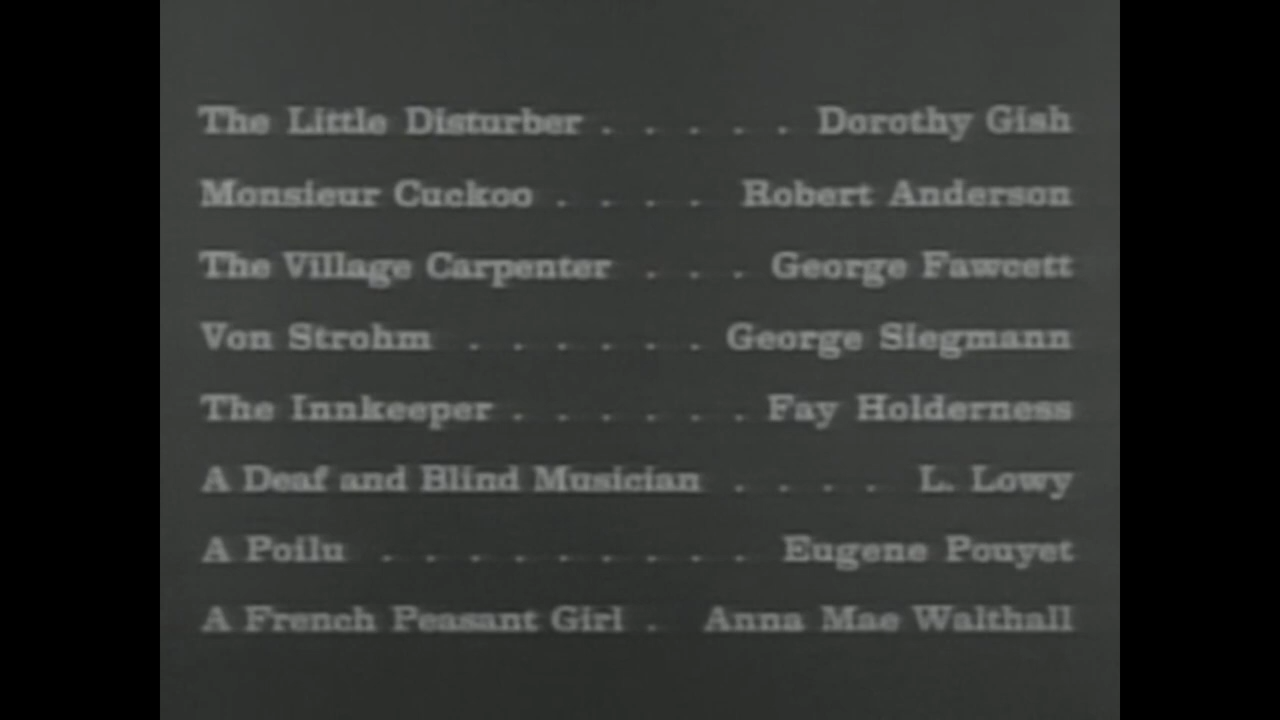 The Little Disturber . . . . . Dorothy Gish
Monsieur Cuckoo . . . . Robert Anderson
The Village Carpenter . . . George Fawcett
Von Strohm . . . . . . George Siegmann
The Innkeeper . . . . . . Fay Holderness
A Deaf and Blind Musician . . . . L. Lowy
A Poilu . . . . . . . . . Eugene Pouyet
A French Peasant Girl . Anna Mae Walthall